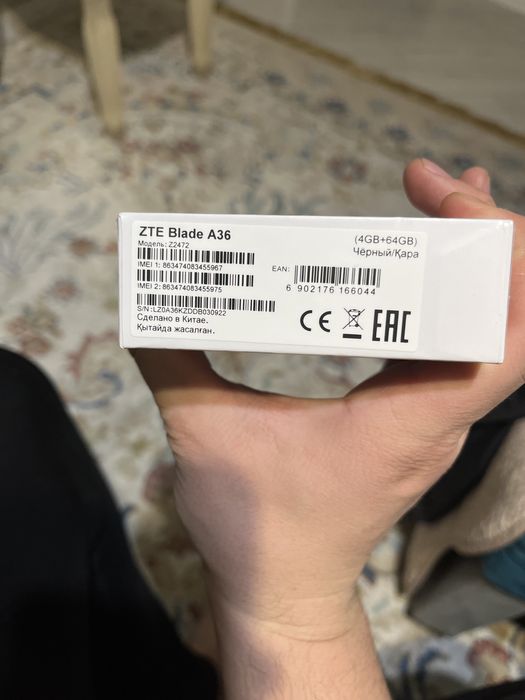 ZTE Blade A36
Модель: Z2472
IMEI 1: 863474083455967
IMEI 2: 863474083455975
S/N:LZ0A36KZDDB030922
Сделано в Китае.
Қытайда жасалған.
(4GB+64GB)
Чёрный/Қара
EAN:
6 902176 166044
CE EAC